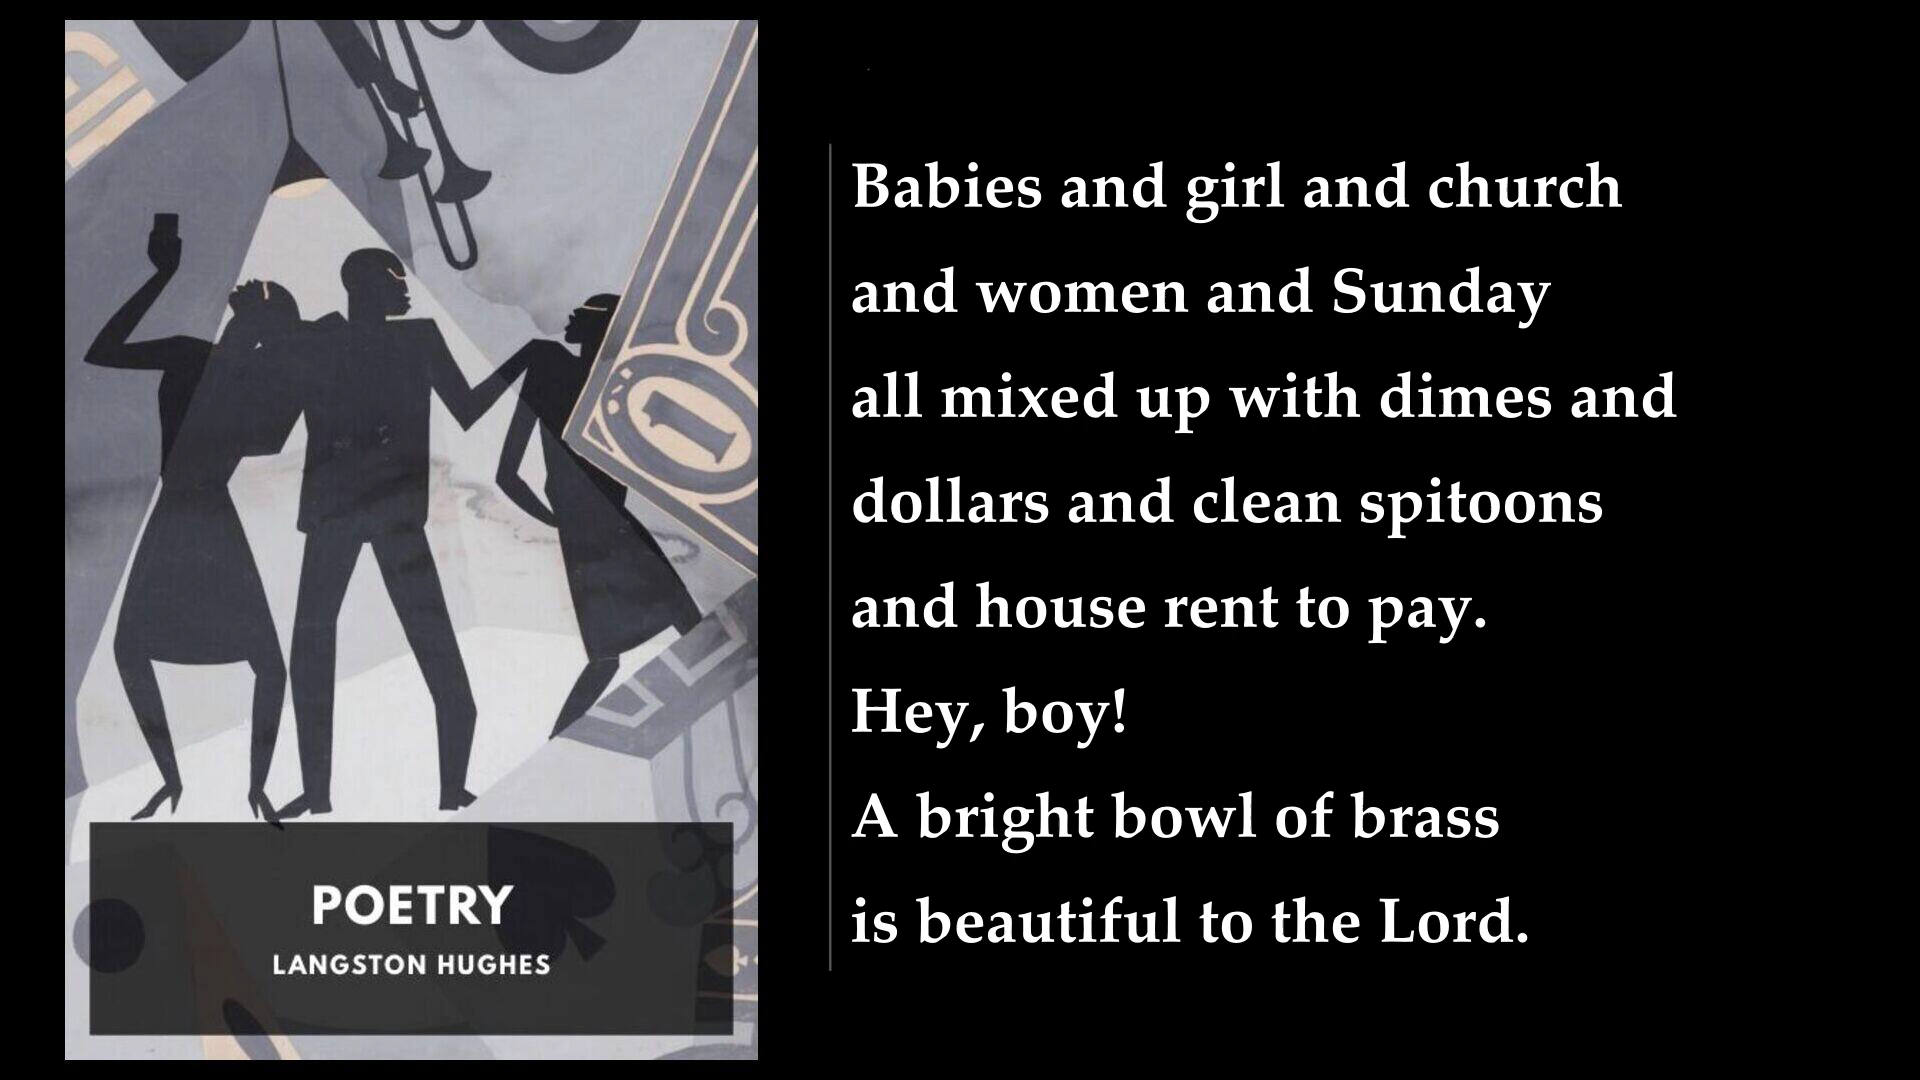 POETRY
LANGSTON HUGHES
Babies and girl and church
and women and Sunday
all mixed up with dimes and
dollars and clean spitoons
and house rent to pay.
Hey, boy!
A bright bowl of brass
is beautiful to the Lord.